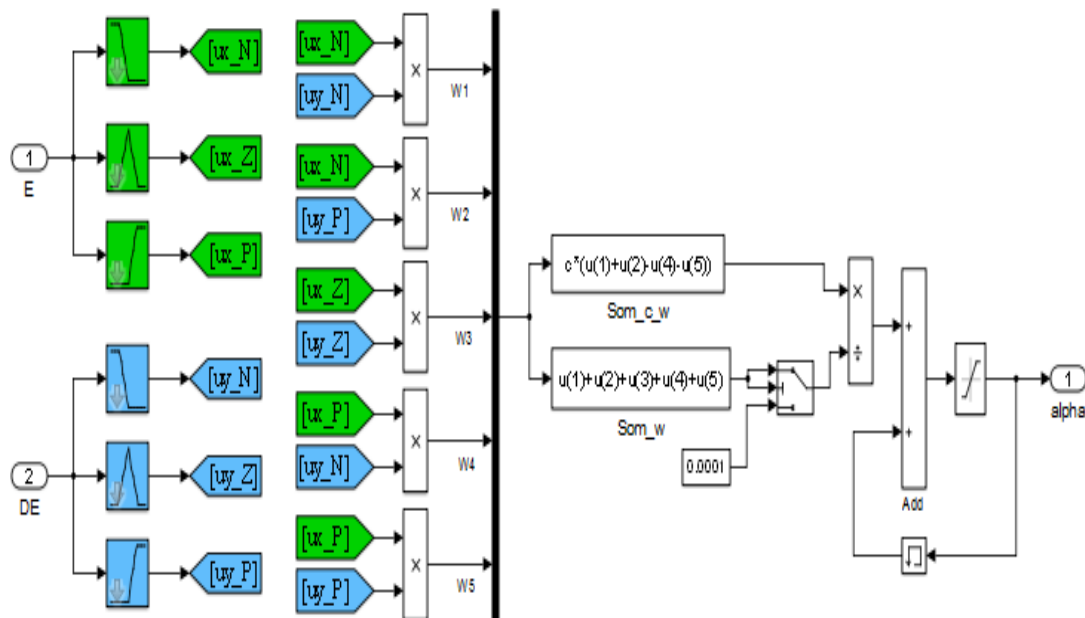 [ux_N]
[ux_N]
[uy_N]
×
W1
1
E
[ux_Z]
[ux_N]
[uy_P]
×
W2
[ux_P]
[ux_Z]
[uy_Z]
×
W3
c*(u(1)+u(2)-u(4)-u(5))
Som_c_w
×
÷
+
+
Add
1
alpha
[uy_N]
u(1)+u(2)+u(3)+u(4)+u(5)
Som_w
0.0001
[ux_P]
[uy_N]
×
W4
2
DE
[uy_Z]
[uy_P]
[ux_P]
[uy_P]
×
W5